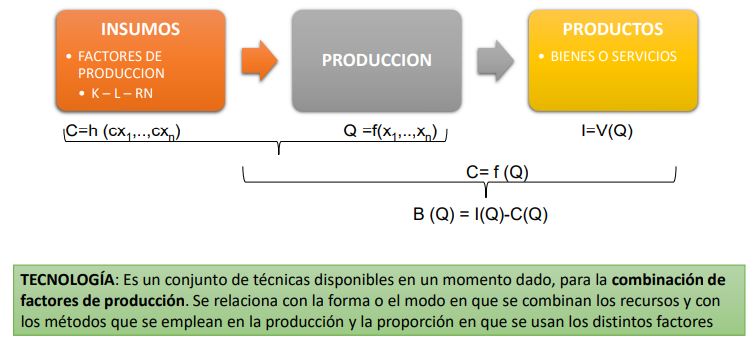 INSUMOS
• FACTORES DE
PRODUCCION
• K – L – RN
PRODUCCION
PRODUCTOS
• BIENES O SERVICIOS
C=h (cx1,..,cxn)
Q =f(x1,..,xn)
I=V(Q)
C= f (Q)
B (Q) = I(Q)-C(Q)
TECNOLOGÍA: Es un conjunto de técnicas disponibles en un momento dado, para la combinación de
factores de producción. Se relaciona con la forma o el modo en que se combinan los recursos y con
los métodos que se emplean en la producción y la proporción en que se usan los distintos factores